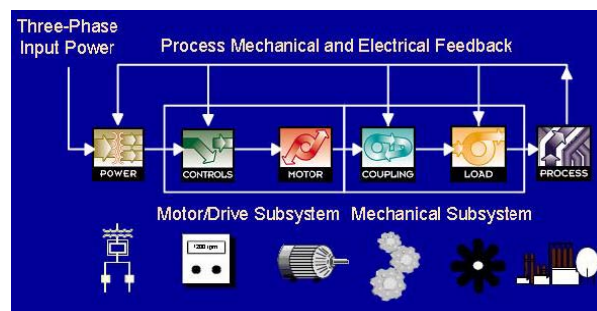 Three-Phase
Input Power
Process Mechanical and Electrical Feedback
POWER
CONTROLS
MOTOR
COUPLING
LOAD
PROCESS
Motor/Drive Subsystem
Mechanical Subsystem
1200 rpm